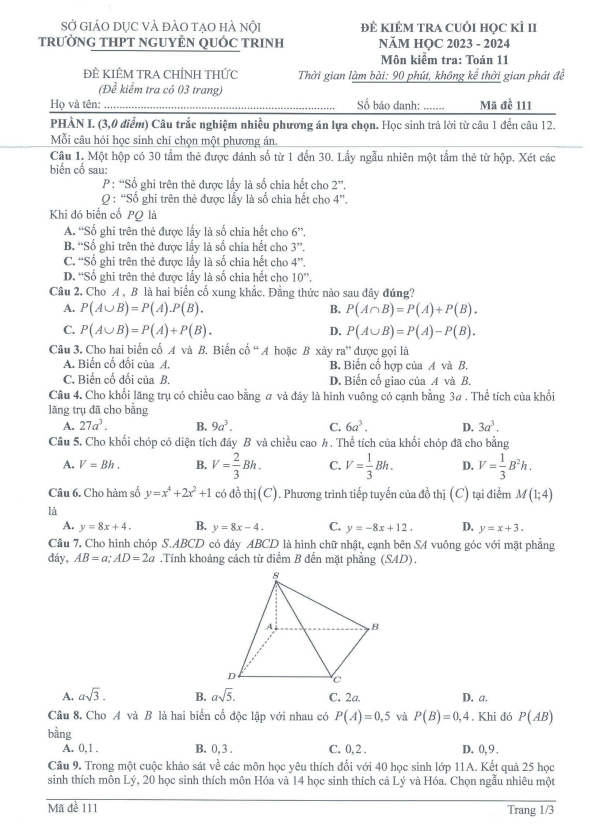 SỞ GIÁO DỤC VÀ ĐÀO TẠO HÀ NỘI
TRƯỜNG THPT NGUYỄN QUỐC TRINH
ĐỀ KIỂM TRA CHÍNH THỨC
(Đề kiểm tra có 03 trang)
ĐỀ KIỂM TRA CUỐI HỌC KÌ II
NĂM HỌC 2023 - 2024
Môn kiểm tra: Toán 11
Thời gian làm bài: 90 phút, không kể thời gian phát đề
Họ và tên: ............................................................ Số báo danh: ....... Mã đề 111
PHẦN I. (3,0 điểm) Câu trắc nghiệm nhiều phương án lựa chọn. Học sinh trả lời từ câu 1 đến câu 12.
Mỗi câu hỏi học sinh chỉ chọn một phương án.
Câu 1. Một hộp có 30 tấm thẻ được đánh số từ 1 đến 30. Lấy ngẫu nhiên một tấm thẻ từ hộp. Xét các
biến cố sau:
P : “Số ghi trên thẻ được lấy là số chia hết cho 2”.
Q : “Số ghi trên thẻ được lấy là số chia hết cho 4”.
Khi đó biến cố PQ là
A. “Số ghi trên thẻ được lấy là số chia hết cho 6”.
B. “Số ghi trên thẻ được lấy là số chia hết cho 3”.
C. “Số ghi trên thẻ được lấy là số chia hết cho 4”.
D. “Số ghi trên thẻ được lấy là số chia hết cho 10”.
Câu 2. Cho A , B là hai biến cố xung khắc. Đẳng thức nào sau đây đúng?
A. P(A∪B)=P(A).P(B). B. P(A∩B)=P(A)+P(B).
C. P(A∪B)=P(A)+P(B). D. P(A∪B)=P(A)−P(B).
Câu 3. Cho hai biến cố A và B. Biến cố “ A hoặc B xảy ra” được gọi là
A. Biến cố đối của A. B. Biến cố hợp của A và B.
C. Biến cố đối của B. D. Biến cố giao của A và B.
Câu 4. Cho khối lăng trụ có chiều cao bằng a và đáy là hình vuông có cạnh bằng 3a . Thể tích của khối
lăng trụ đã cho bằng
A. 27a³. B. 9a³. C. 6a³. D. 3a³.
Câu 5. Cho khối chóp có diện tích đáy B và chiều cao h . Thể tích của khối chóp đã cho bằng
A. V = Bh . B. V = 2/3 Bh . C. V = 1/3 Bh . D. V = 1/3 B²h .
Câu 6. Cho hàm số y=x⁴+2x²+1 có đồ thị (C). Phương trình tiếp tuyến của đồ thị (C) tại điểm M(1;4)
là
A. y = 8x + 4 . B. y = 8x − 4 . C. y = −8x + 12 . D. y = x + 3 .
Câu 7. Cho hình chóp S.ABCD có đáy ABCD là hình chữ nhật, cạnh bên SA vuông góc với mặt phẳng
đáy, AB = a; AD = 2a .Tính khoảng cách từ điểm B đến mặt phẳng (SAD).
S
A
B
D
C
A. a√3 . B. a√5. C. 2a. D. a.
Câu 8. Cho A và B là hai biến cố độc lập với nhau có P(A)=0,5 và P(B)=0,4. Khi đó P(AB)
bằng
A. 0,1. B. 0,3. C. 0,2. D. 0,9.
Câu 9. Trong một cuộc khảo sát về các môn học yêu thích đối với 40 học sinh lớp 11A. Kết quả 25 học
sinh thích môn Lý, 20 học sinh thích môn Hóa và 14 học sinh thích cả Lý và Hóa. Chọn ngẫu nhiên một
Mã đề 111 Trang 1/3